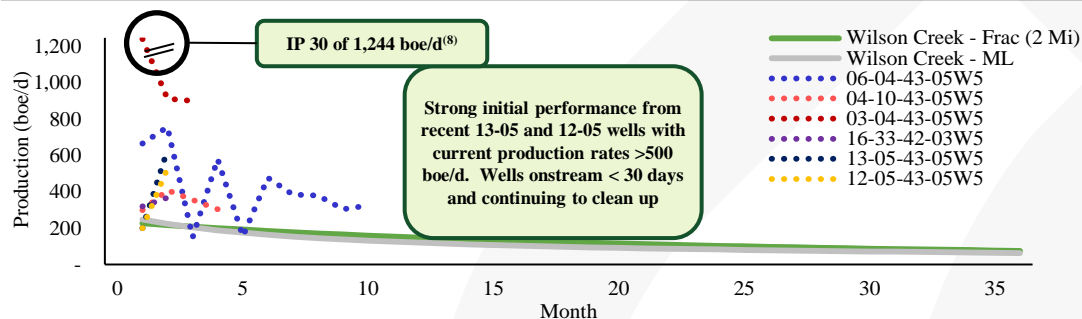 1,200
1,000
800
600
400
200
-
Production (boe/d)
IP 30 of 1,244 boe/d(8)
Strong initial performance from
recent 13-05 and 12-05 wells with
current production rates >500
boe/d. Wells onstream < 30 days
and continuing to clean up
Wilson Creek - Frac (2 Mi)
Wilson Creek - ML
06-04-43-05W5
04-10-43-05W5
03-04-43-05W5
16-33-42-03W5
13-05-43-05W5
12-05-43-05W5
0 5 10 15 20 25 30 35
Month